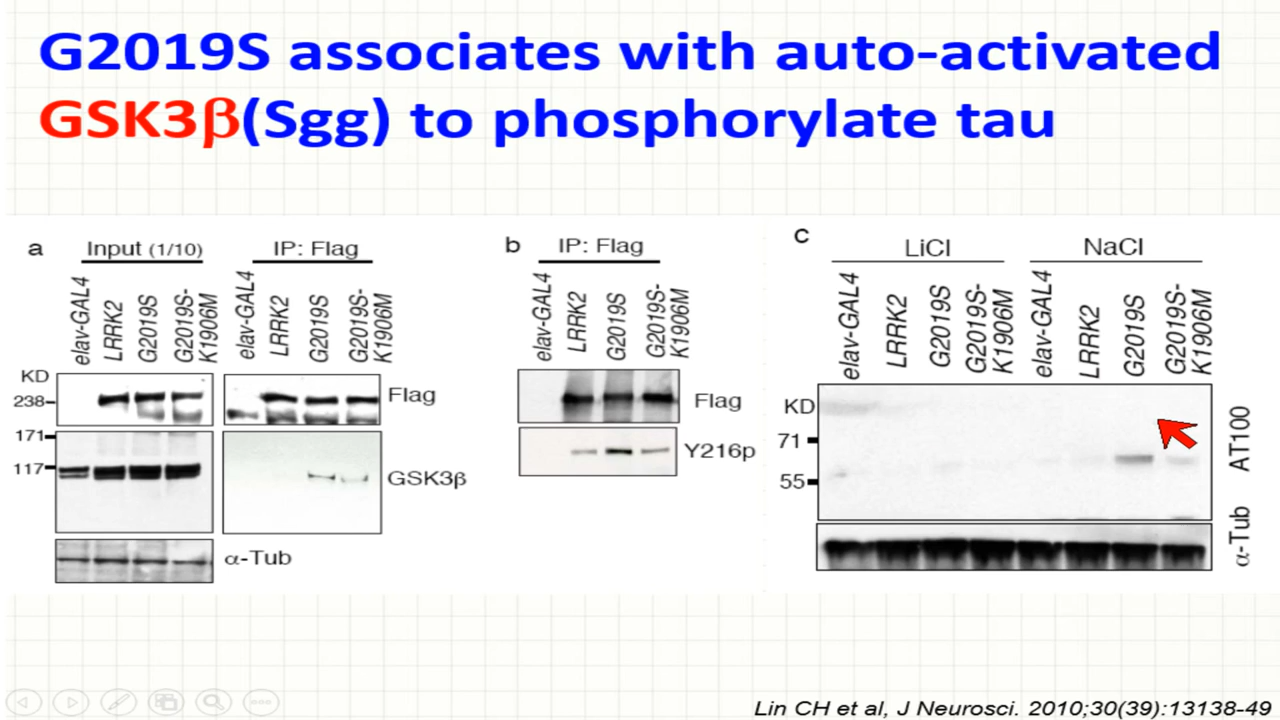 G2019S associates with auto-activated
GSK3β(Sgg) to phosphorylate tau
a
Input (1/10)
IP: Flag
elav-GAL4
LRRK2
G2019S
G2019S-
K1906M
elav-GAL4
LRRK2
G2019S
G2019S-
K1906M
KD
238
171
117
Flag
GSK3β
α-Tub
b
IP: Flag
elav-GAL4
LRRK2
G2019S
G2019S-
K1906M
Flag
Y216p
c
LiCl
NaCl
elav-GAL4
LRRK2
G2019S
G2019S-
K1906M
elav-GAL4
LRRK2
G2019S
G2019S-
K1906M
KD
71
55
AT100
α-Tub
Lin CH et al, J Neurosci. 2010;30(39):13138-49